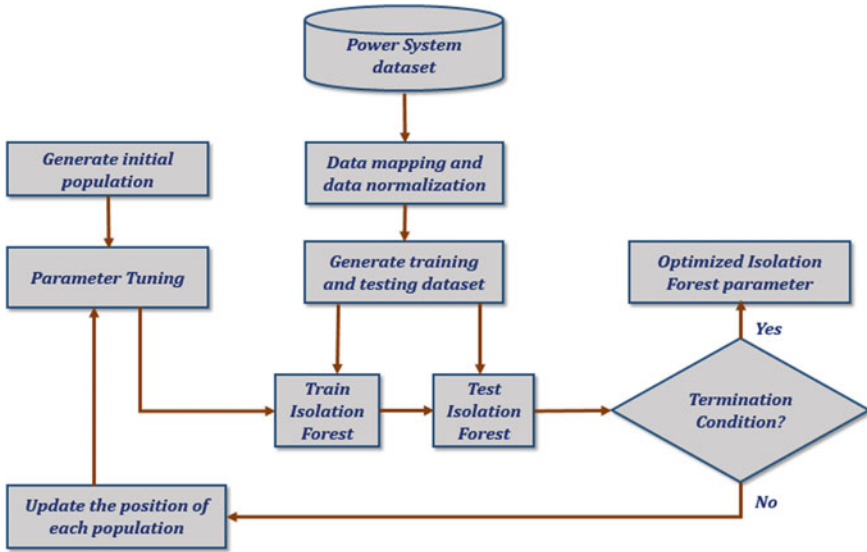 Power System
dataset
Generate initial
population
Data mapping and
data normalization
Parameter Tuning
Generate training
and testing dataset
Optimized Isolation
Forest parameter
Yes
Train
Isolation
Forest
Test
Isolation
Forest
Termination
Condition?
No
Update the position of
each population